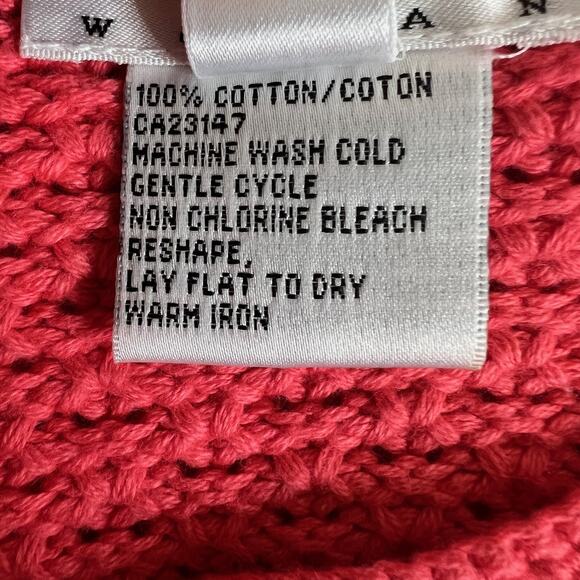 100% COTTON/COTON
CA23147
MACHINE WASH COLD
GENTLE CYCLE
NON CHLORINE BLEACH
RESHAPE,
LAY FLAT TO DRY
WARM IRON